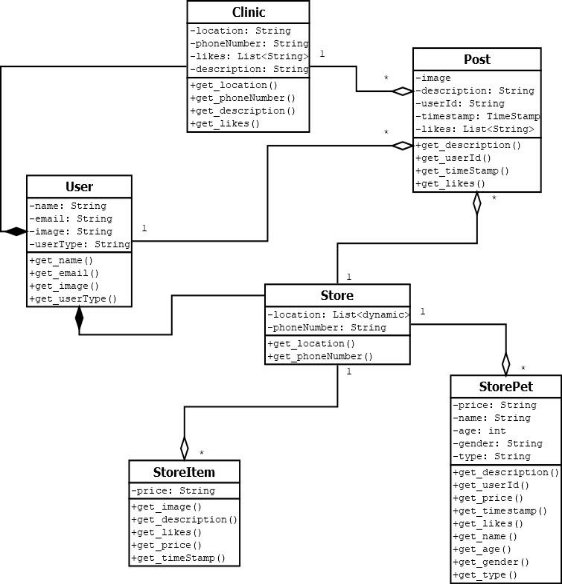 Clinic
-location: String
-phoneNumber: String
-likes: List<String>
-description: String
+get_location()
+get_phoneNumber()
+get_description()
+get_likes()
1
*
Post
-image
-description: String
-userId: String
-timestamp: TimeStamp
-likes: List<String>
+get_description()
+get_userId()
+get_timeStamp()
+get_likes()
*
*
User
-name: String
-email: String
-image: String
-userType: String
+get_name()
+get_email()
+get_image()
+get_userType()
1
1
Store
-location: List<dynamic>
-phoneNumber: String
+get_location()
+get_phoneNumber()
1
1
*
StorePet
-price: String
-name: String
-age: int
-gender: String
-type: String
+get_description()
+get_userId()
+get_price()
+get_timestamp()
+get_likes()
+get_name()
+get_age()
+get_gender()
+get_type()
*
StoreItem
-price: String
+get_image()
+get_description()
+get_likes()
+get_price()
+get_timeStamp()